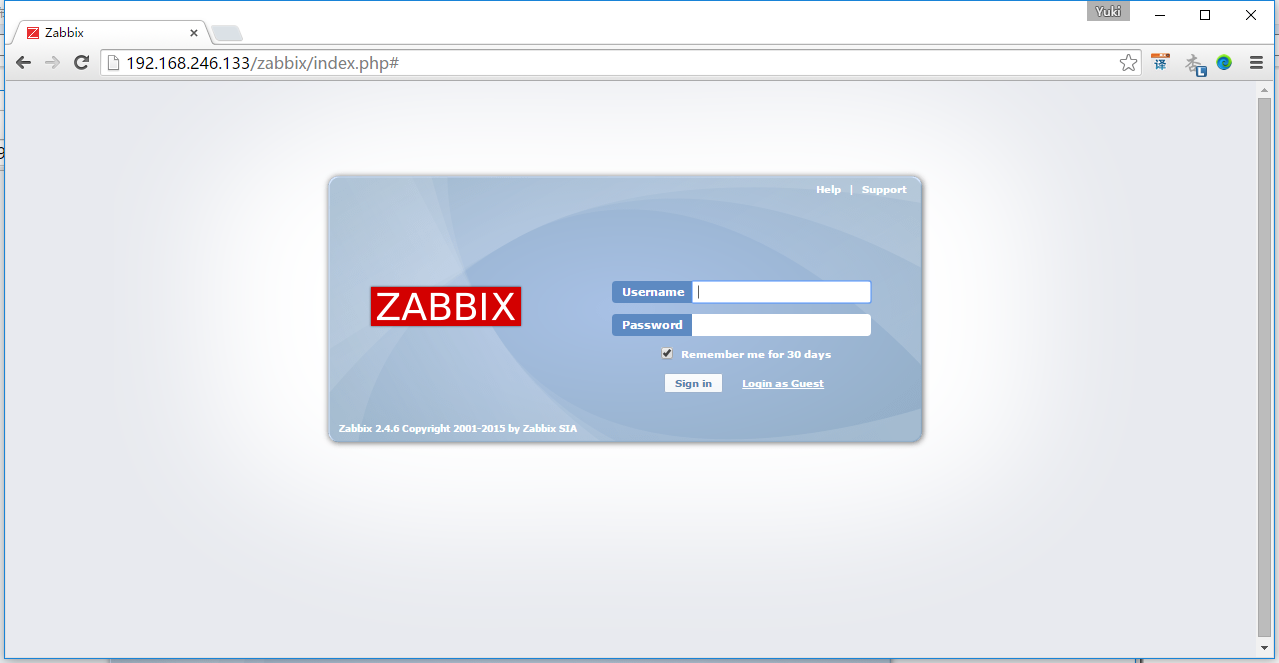 Yuki
Zabbix
192.168.246.133/zabbix/index.php#
译
Help | Support
ZABBIX
Username
Password
Remember me for 30 days
Sign in Login as Guest
Zabbix 2.4.6 Copyright 2001-2015 by Zabbix SIA